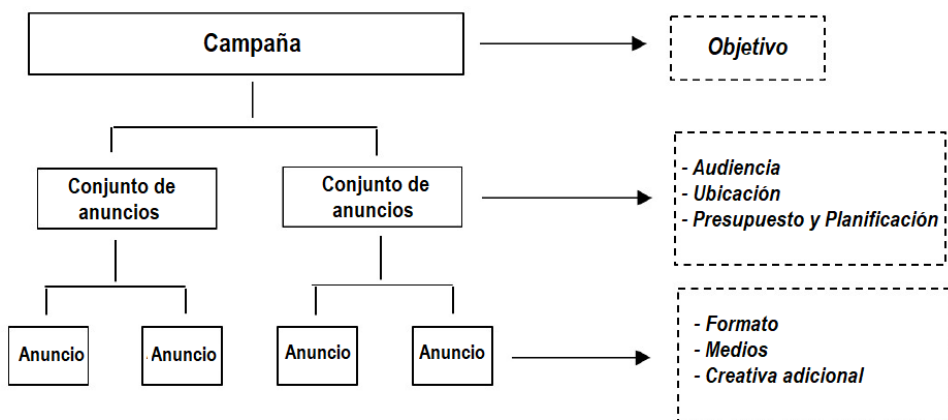 Campaña
Objetivo
Conjunto de
anuncios
Conjunto de
anuncios
- Audiencia
- Ubicación
- Presupuesto y Planificación
Anuncio
Anuncio
Anuncio
Anuncio
- Formato
- Medios
- Creativa adicional